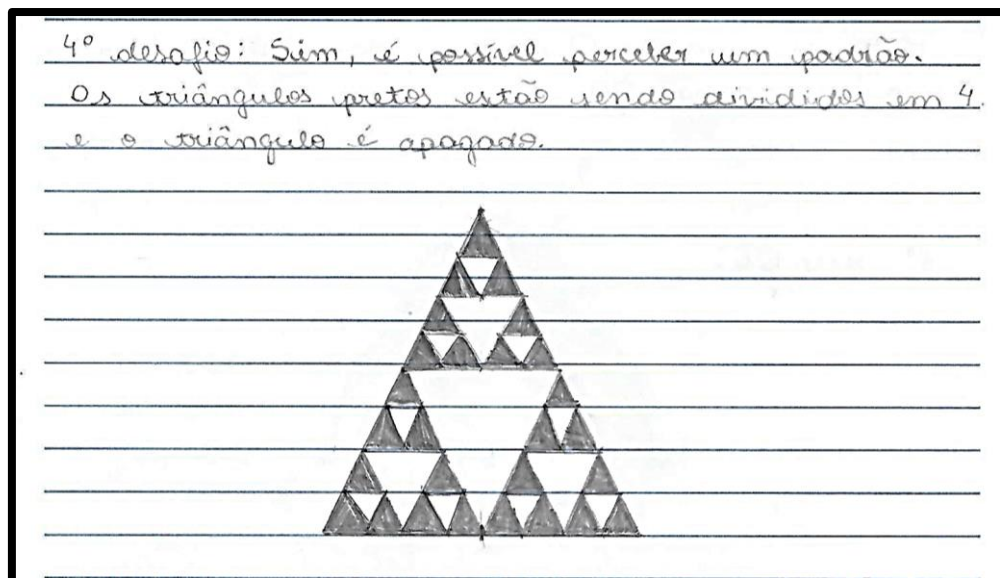 4º desafio: Sim, é possível perceber um padrão.
Os triângulos pretos estão sendo divididos em 4.
e o triângulo é apagado.